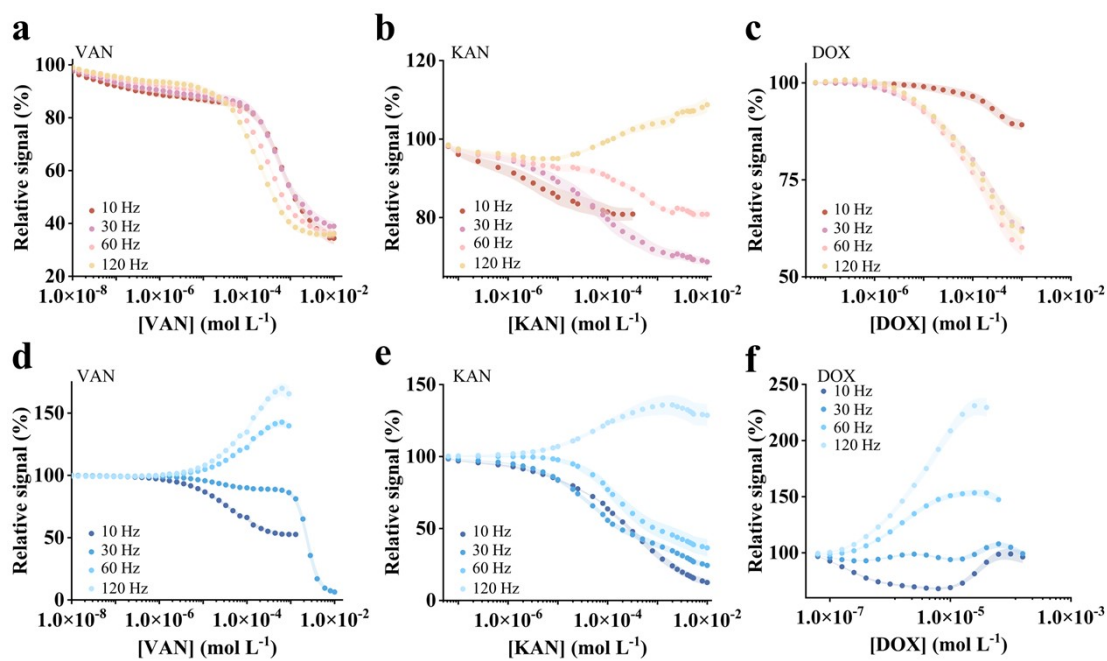 a
VAN
Relative signal (%)
100
80
60
40
20
10 Hz
30 Hz
60 Hz
120 Hz
1.0×10⁻⁸
1.0×10⁻⁶
1.0×10⁻⁴
1.0×10⁻²
[VAN] (mol L⁻¹)
b
KAN
Relative signal (%)
120
100
80
10 Hz
30 Hz
60 Hz
120 Hz
1.0×10⁻⁶
1.0×10⁻⁴
1.0×10⁻²
[KAN] (mol L⁻¹)
c
DOX
Relative signal (%)
100
75
50
10 Hz
30 Hz
60 Hz
120 Hz
1.0×10⁻⁶
1.0×10⁻⁴
1.0×10⁻²
[DOX] (mol L⁻¹)
d
VAN
Relative signal (%)
150
100
50
0
10 Hz
30 Hz
60 Hz
120 Hz
1.0×10⁻⁸
1.0×10⁻⁶
1.0×10⁻⁴
1.0×10⁻²
[VAN] (mol L⁻¹)
e
KAN
Relative signal (%)
150
100
50
0
10 Hz
30 Hz
60 Hz
120 Hz
1.0×10⁻⁶
1.0×10⁻⁴
1.0×10⁻²
[KAN] (mol L⁻¹)
f
DOX
Relative signal (%)
250
200
150
100
10 Hz
30 Hz
60 Hz
120 Hz
1.0×10⁻⁷
1.0×10⁻⁵
1.0×10⁻³
[DOX] (mol L⁻¹)